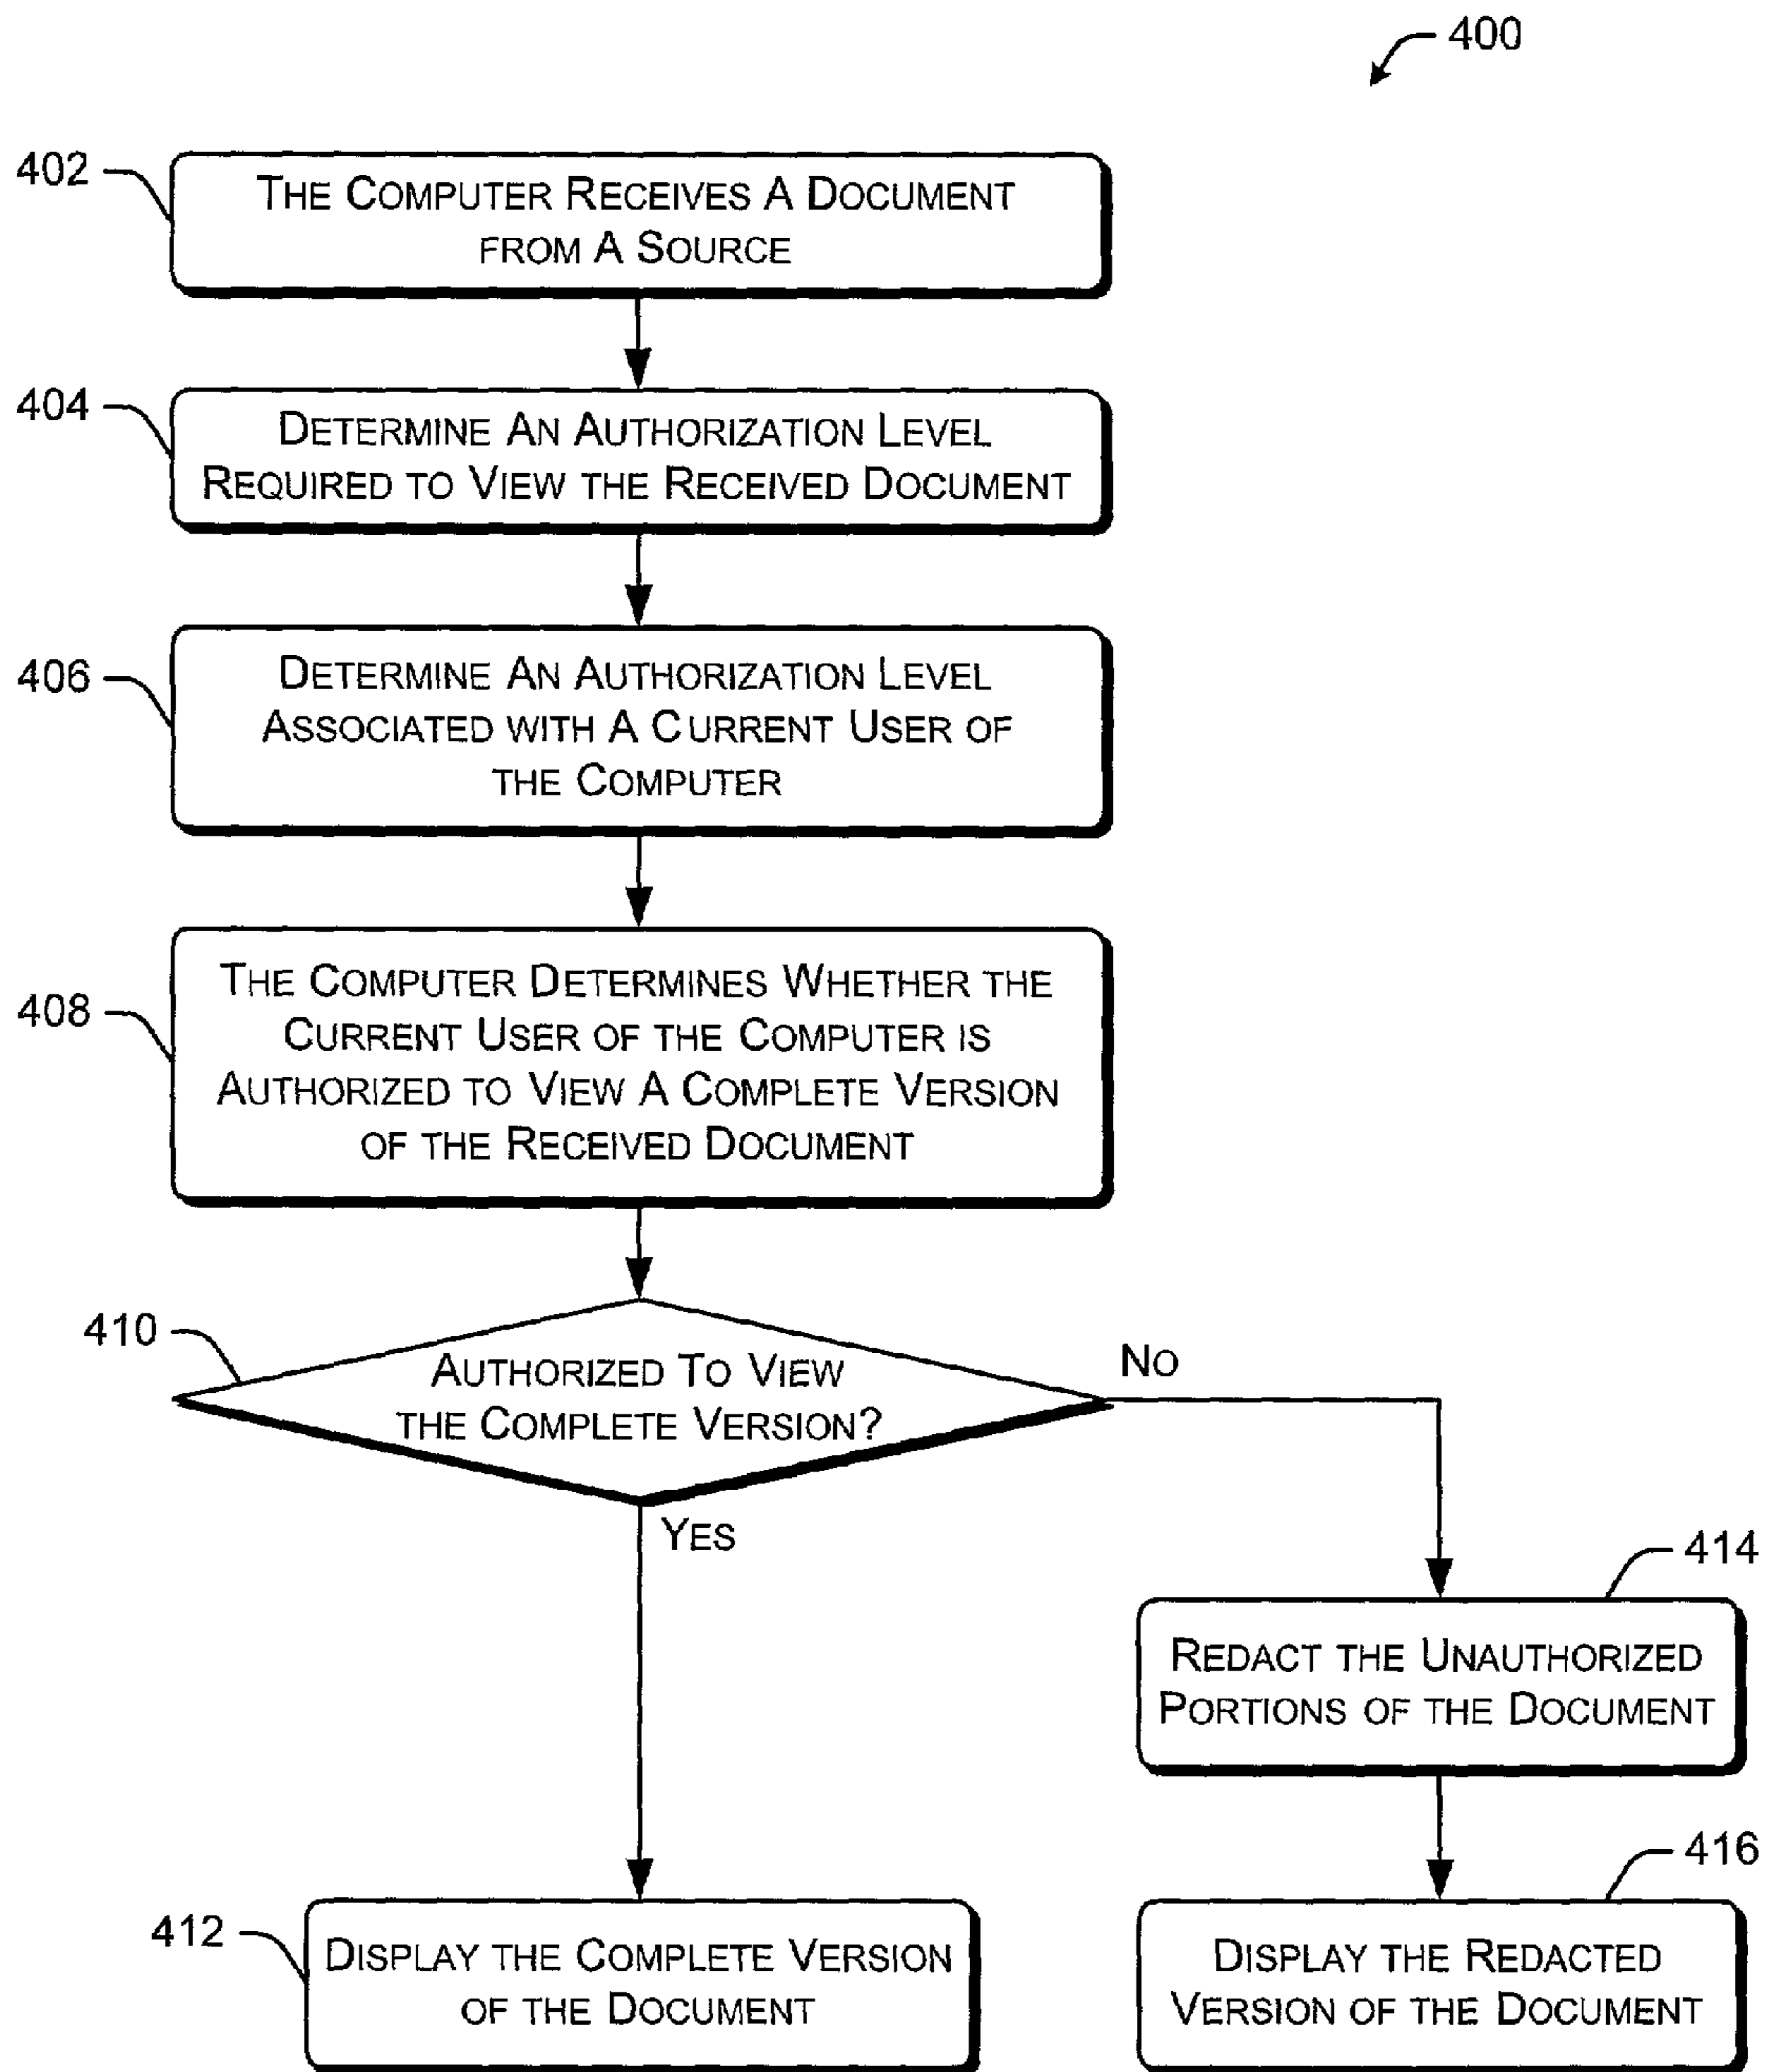 400
402
THE COMPUTER RECEIVES A DOCUMENT
FROM A SOURCE
404
DETERMINE AN AUTHORIZATION LEVEL
REQUIRED TO VIEW THE RECEIVED DOCUMENT
406
DETERMINE AN AUTHORIZATION LEVEL
ASSOCIATED WITH A CURRENT USER OF
THE COMPUTER
408
THE COMPUTER DETERMINES WHETHER THE
CURRENT USER OF THE COMPUTER IS
AUTHORIZED TO VIEW A COMPLETE VERSION
OF THE RECEIVED DOCUMENT
410
AUTHORIZED TO VIEW
THE COMPLETE VERSION?
NO
YES
414
REDACT THE UNAUTHORIZED
PORTIONS OF THE DOCUMENT
412
DISPLAY THE COMPLETE VERSION
OF THE DOCUMENT
416
DISPLAY THE REDACTED
VERSION OF THE DOCUMENT